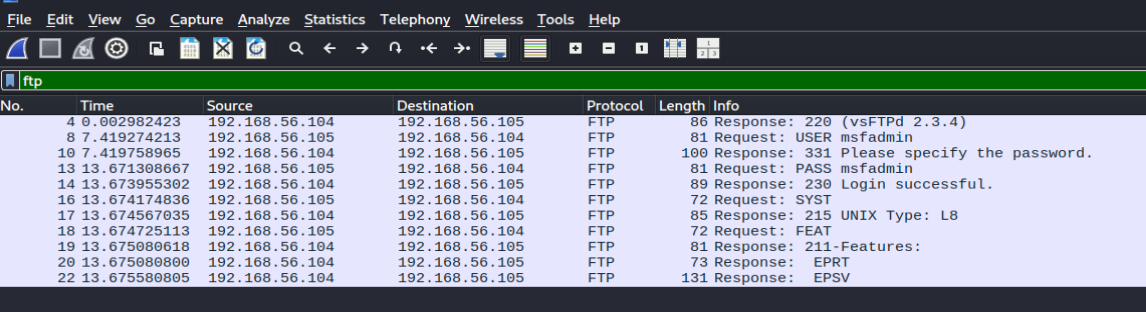 File Edit View Go Capture Analyze Statistics Telephony Wireless Tools Help
ftp
No. Time Source Destination Protocol Length Info
4 0.002982423 192.168.56.104 192.168.56.105 FTP 86 Response: 220 (vsFTPd 2.3.4)
8 7.419274213 192.168.56.105 192.168.56.104 FTP 81 Request: USER msfadmin
10 7.419758965 192.168.56.104 192.168.56.105 FTP 100 Response: 331 Please specify the password.
13 13.671308667 192.168.56.105 192.168.56.104 FTP 81 Request: PASS msfadmin
14 13.673955302 192.168.56.104 192.168.56.105 FTP 89 Response: 230 Login successful.
16 13.674174836 192.168.56.105 192.168.56.104 FTP 72 Request: SYST
17 13.674567035 192.168.56.104 192.168.56.105 FTP 85 Response: 215 UNIX Type: L8
18 13.674725113 192.168.56.105 192.168.56.104 FTP 72 Request: FEAT
19 13.675080618 192.168.56.104 192.168.56.105 FTP 81 Response: 211-Features:
20 13.675080800 192.168.56.104 192.168.56.105 FTP 73 Response: EPRT
22 13.675580805 192.168.56.104 192.168.56.105 FTP 131 Response: EPSV